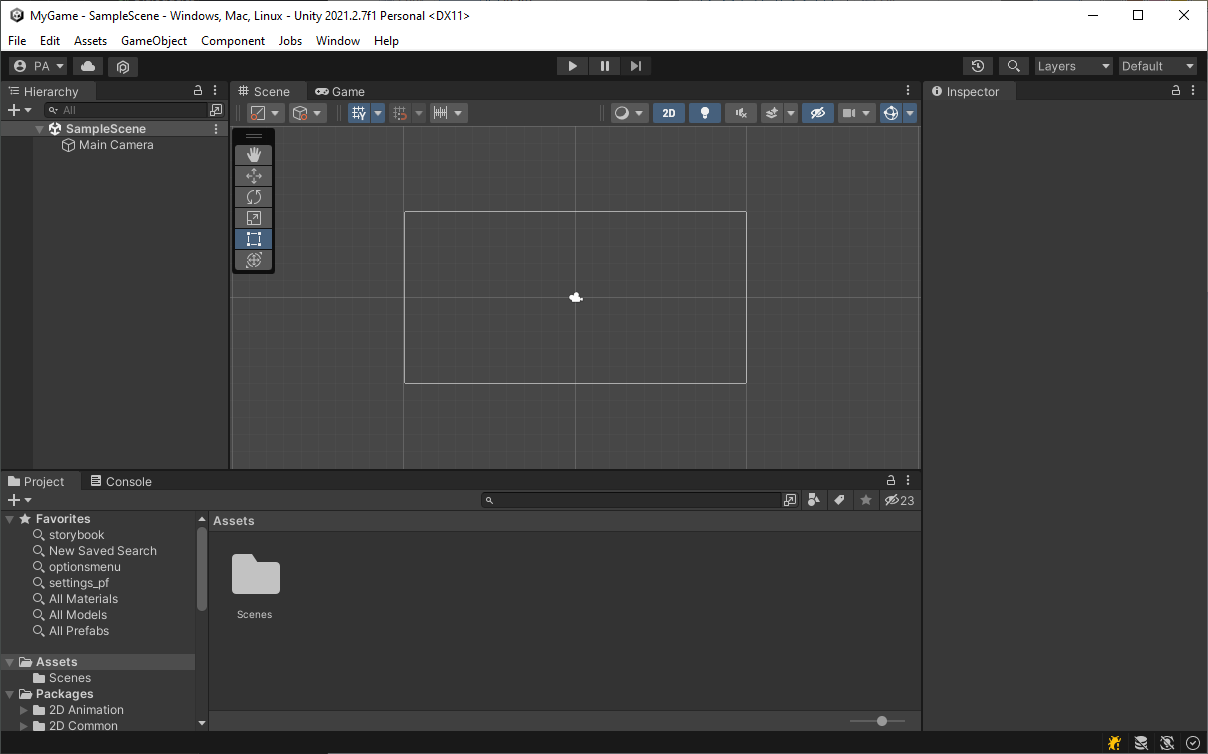 MyGame - SampleScene - Windows, Mac, Linux - Unity 2021.2.7f1 Personal <DX11>
File Edit Assets GameObject Component Jobs Window Help
PA Layers Default
Hierarchy Scene Game Inspector
All 2D
SampleScene
Main Camera
Project Console
23
Favorites Assets
storybook
New Saved Search
optionsmenu
settings_pf
All Materials
All Models
All Prefabs
Scenes
Assets
Scenes
Packages
2D Animation
2D Common